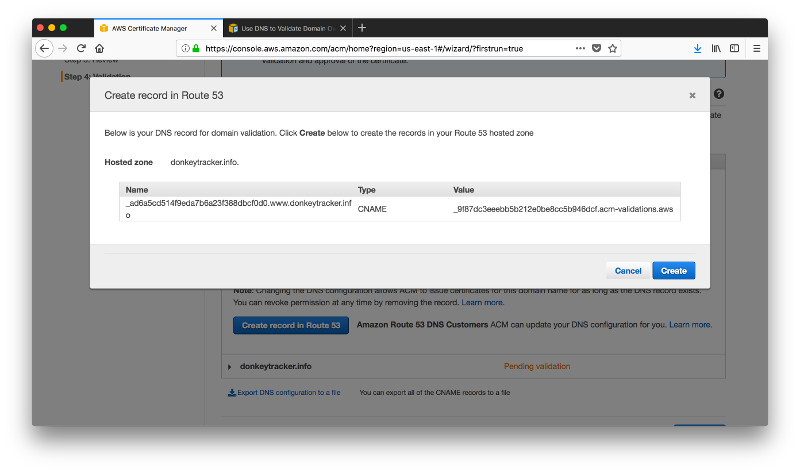 AWS Certificate Manager
Use DNS to Validate Domain O
https://console.aws.amazon.com/acm/home?region=us-east-1#/wizard/?firstrun=true
Step 5: Review
validation and approval of the certificate.
Step 4: Validation
Create record in Route 53
Below is your DNS record for domain validation. Click Create below to create the records in your Route 53 hosted zone
Hosted zone donkeytracker.info.
Name Type Value
_ad6a5cd514f9eda7b6a23f388dbcf0d0.www.donkeytracker.inf
o CNAME _9f87dc3eeebb5b212e0be8cc5b946dcf.acm-validations.aws
Cancel Create
Note: Changing the DNS configuration allows ACM to issue certificates for this domain name for as long as the DNS record exists.
You can revoke permission at any time by removing the record. Learn more.
Create record in Route 53 Amazon Route 53 DNS Customers ACM can update your DNS configuration for you. Learn more.
donkeytracker.info Pending validation
Export DNS configuration to a file You can export all of the CNAME records to a file